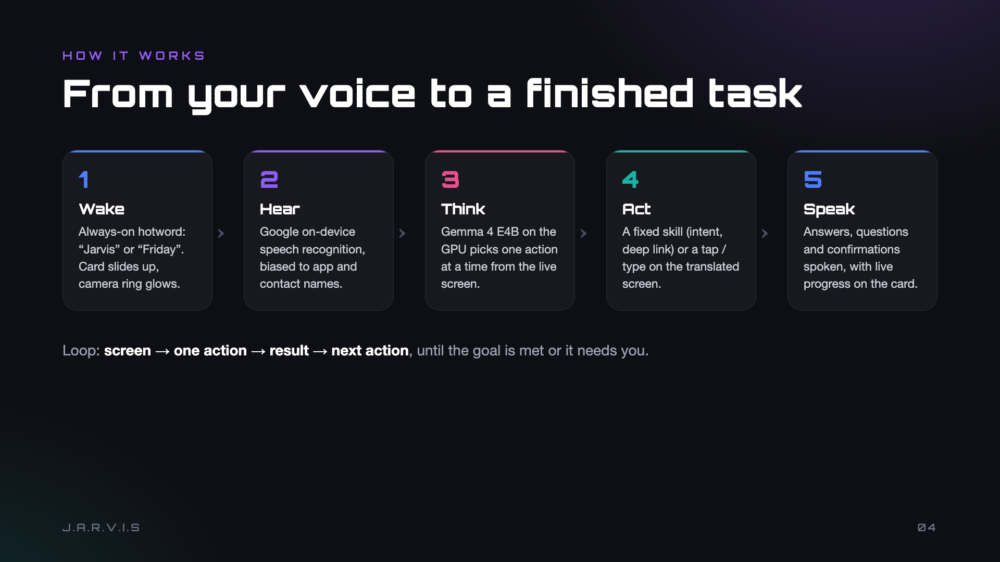 HOW IT WORKS
From your voice to a finished task
1
Wake
Always-on hotword:
“Jarvis” or “Friday”.
Card slides up,
camera ring glows.
2
Hear
Google on-device
speech recognition,
biased to app and
contact names.
3
Think
Gemma 4 E4B on the
GPU picks one action
at a time from the live
screen.
4
Act
A fixed skill (intent,
deep link) or a tap /
type on the translated
screen.
5
Speak
Answers, questions
and confirmations
spoken, with live
progress on the card.
Loop: screen → one action → result → next action, until the goal is met or it needs you.
J.A.R.V.I.S
04